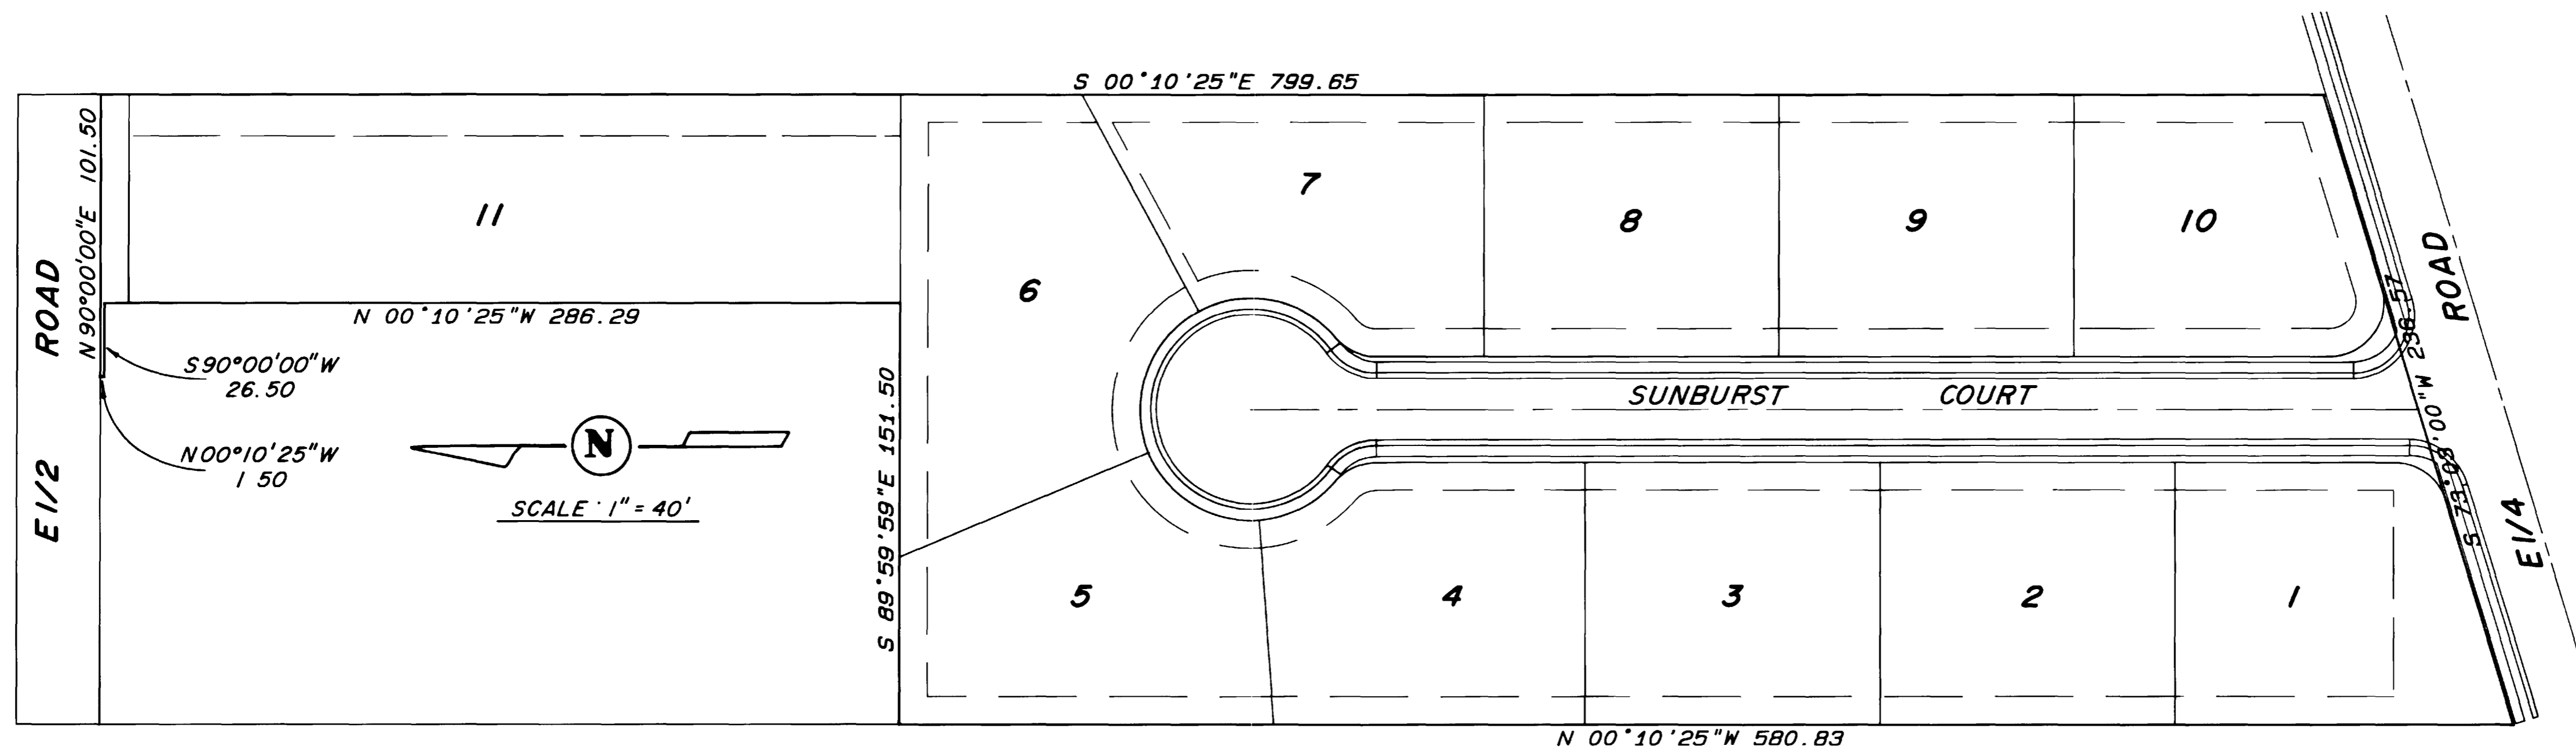 S 00°10'25"E 799.65
N 90°00'00"E 101.50
11
7
8
9
10
6
ROAD
E1/2
N 00°10'25"W 286.29
S90°00'00"W
26.50
N00°10'25"W
1 50
N
SCALE 1" = 40'
S 89°59'59"E 151.50
SUNBURST COURT
ROAD
E1/4
5
4
3
2
1
N 00°10'25"W 580.83